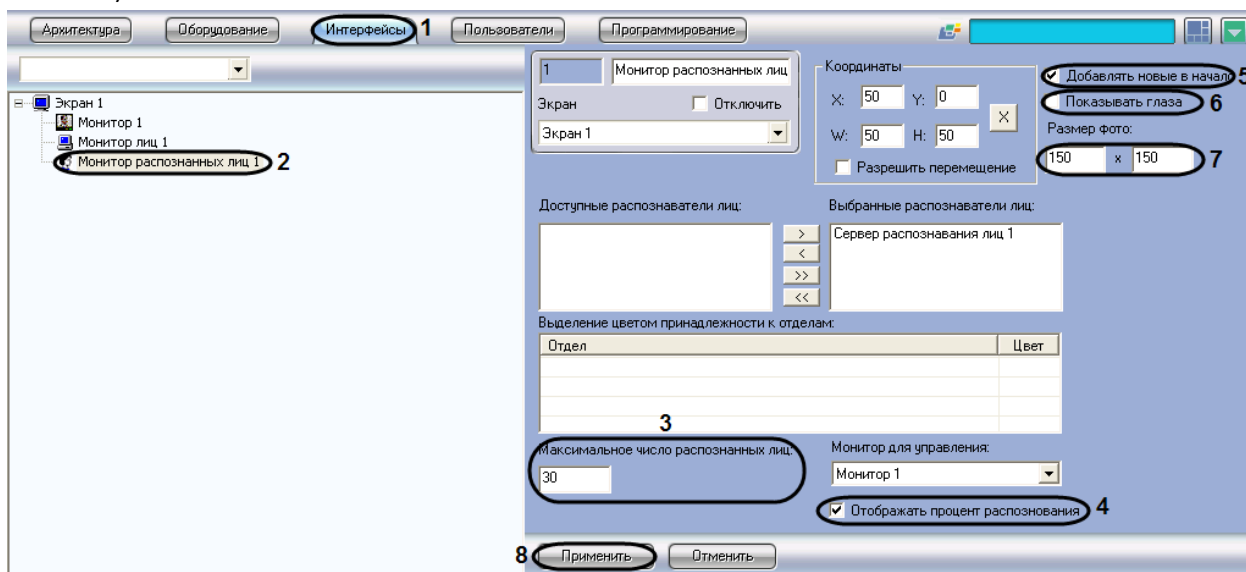 Архитектура Оборудование Интерфейсы 1 Пользователи Программирование
1 Монитор распознанных лиц
Экран Отключить
Экран 1
Координаты
X: 50 Y: 0
X
W: 50 H: 50
Разрешить перемещение
Добавлять новые в начало 5
Показывать глаза 6
Размер фото:
150 x 150 7
Экран 1
Монитор 1
Монитор лиц 1
Монитор распознанных лиц 1 2
Доступные распознаватели лиц: Выбранные распознаватели лиц:
> Сервер распознавания лиц 1
<
>>
<<
Выделение цветом принадлежности к отделам:
Отдел Цвет
3
Максимальное число распознанных лиц: Монитор для управления:
30 Монитор 1
Отображать процент распознования 4
8 Применить Отменить